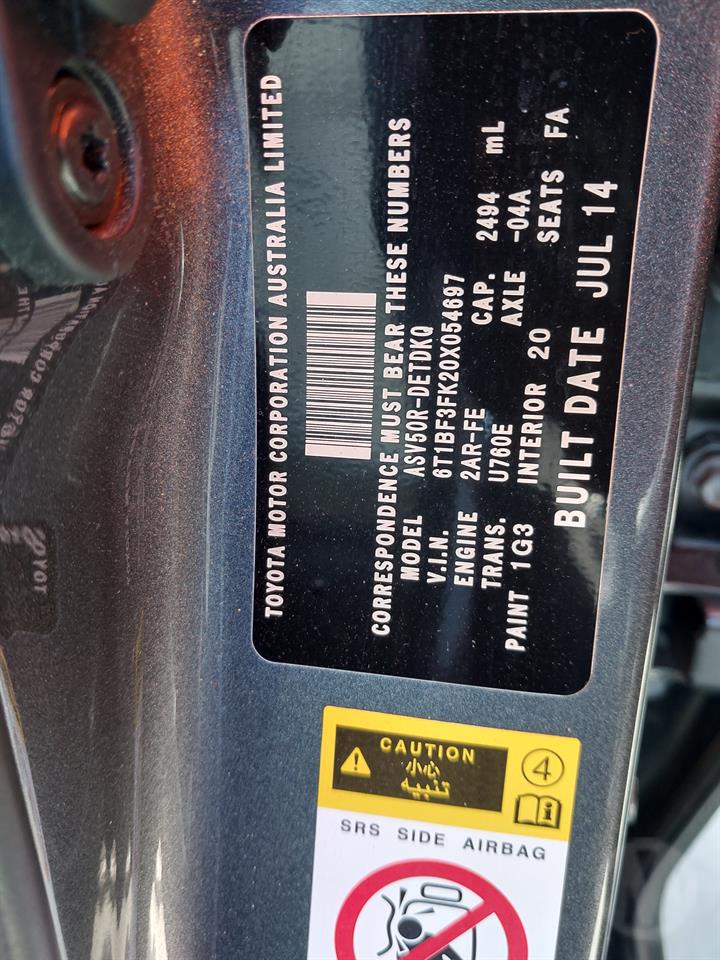 TOYOTA MOTOR CORPORATION AUSTRALIA LIMITED
CORRESPONDENCE MUST BEAR THESE NUMBERS
MODEL ASV50R-DETDKQ
V.I.N. 6T1BF3FK20X054697
ENGINE 2AR-FE CAP. 2494 mL
TRANS. U760E AXLE -04A
PAINT 1G3 INTERIOR 20 SEATS FA
BUILT DATE JUL 14
CAUTION
تنبيه
4
i
SRS SIDE AIRBAG